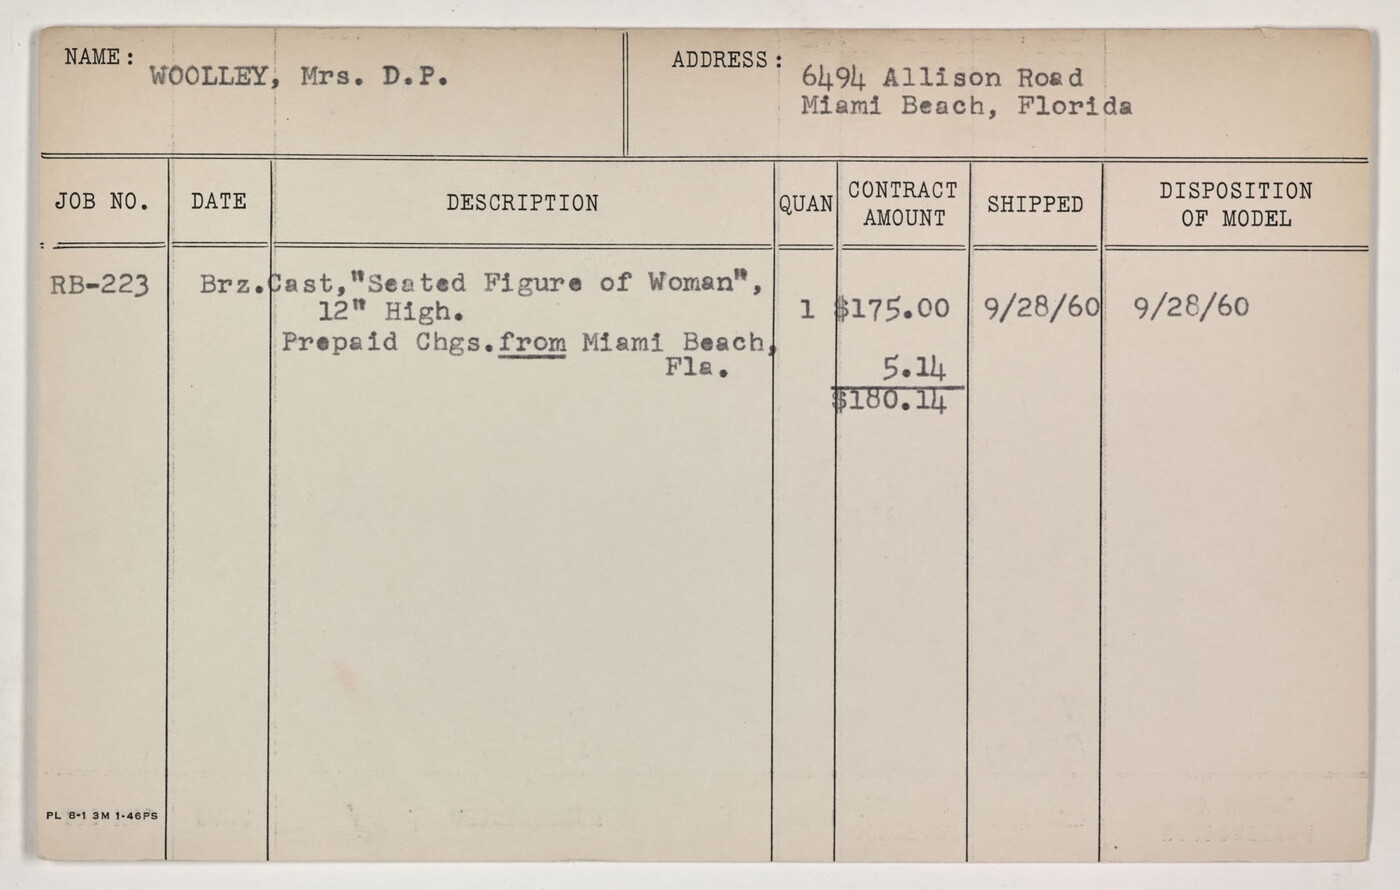 NAME: WOOLLEY, Mrs. D.P.
ADDRESS: 6494 Allison Road
Miami Beach, Florida
JOB NO. DATE DESCRIPTION QUAN CONTRACT AMOUNT SHIPPED DISPOSITION OF MODEL
RB-223 Brz.Cast,"Seated Figure of Woman",
12" High. 1 $175.00 9/28/60 9/28/60
Prepaid Chgs.from Miami Beach,
Fla. 5.14
$180.14
PL 8-1 3M 1-46PS